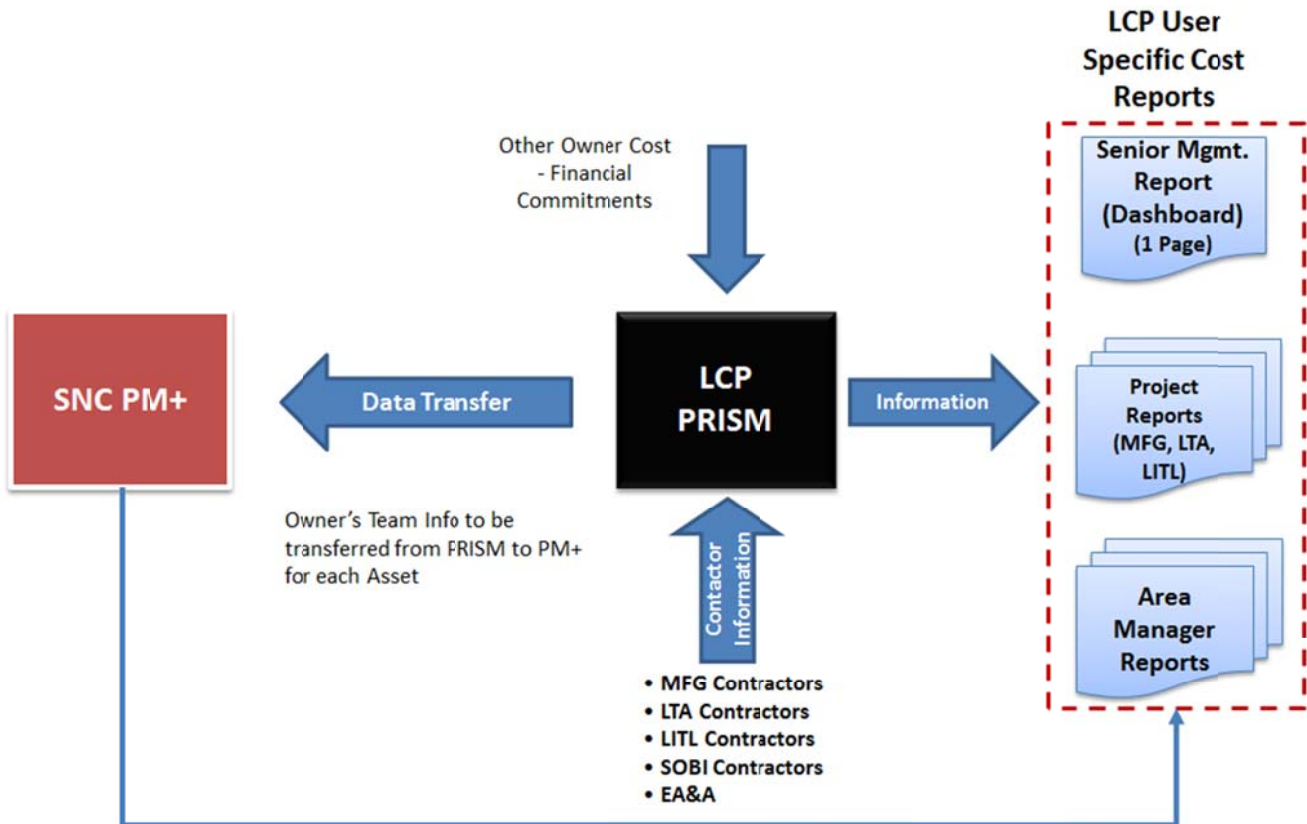 LCP User
Specific Cost
Reports
Other Owner Cost
- Financial
Commitments
Senior Mgmt.
Report
(Dashboard)
(1 Page)
SNC PM+
Data Transfer
LCP
PRISM
Information
Project
Reports
(MFG, LTA,
LITL)
Owner's Team Info to be
transferred from PRISM to PM+
for each Asset
Contactor
Information
Area
Manager
Reports
• MFG Contractors
• LTA Contractors
• LITL Contractors
• SOBI Contractors
• EA&A